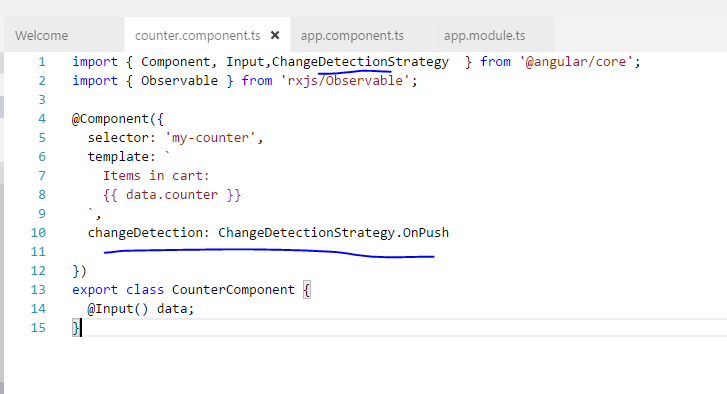 Welcome counter.component.ts × app.component.ts app.module.ts
1 import { Component, Input,ChangeDetectionStrategy  } from '@angular/core';
2 import { Observable } from 'rxjs/Observable';
3
4 @Component({
5   selector: 'my-counter',
6   template: `
7     Items in cart:
8     {{ data.counter }}
9   `,
10   changeDetection: ChangeDetectionStrategy.OnPush
11
12 })
13 export class CounterComponent {
14   @Input() data;
15 }